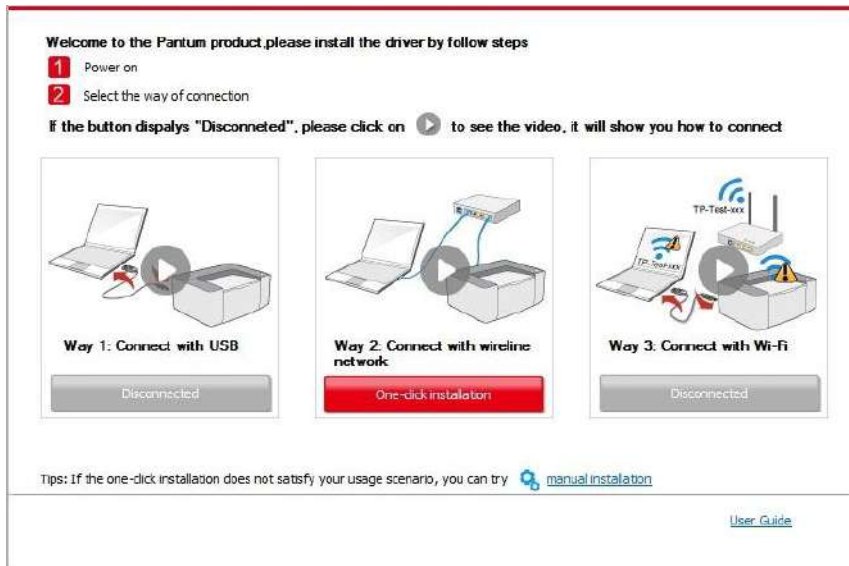 Welcome to the Pantum product,please install the driver by follow steps
1 Power on
2 Select the way of connection
If the button dispalys "Disconneted", please click on to see the video, it will show you how to connect
TP-Test-xxx
TP-Test-xxx
Way 1: Connect with USB
Way 2: Connect with wireline
network
Way 3: Connect with Wi-Fi
Disconnected
One-click installation
Disconnected
Tips: If the one-click installation does not satisfy your usage scenario, you can try manual installation
User Guide